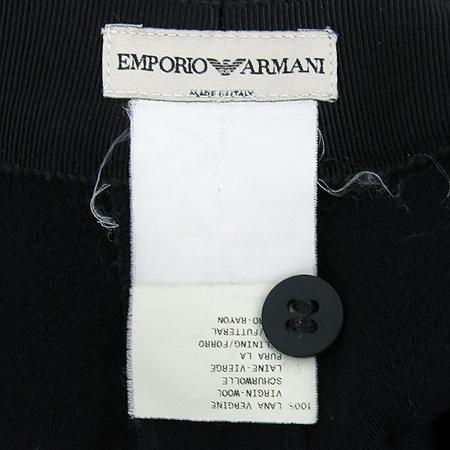 EMPORIO ARMANI
MADE IN ITALY
100% LANA VERGINE
VIRGIN-WOOL
SCHURWOLLE
LAINE-VIERGE
PURA LA
LINING/FORRO
/FUTTERAL
RO-RAYON